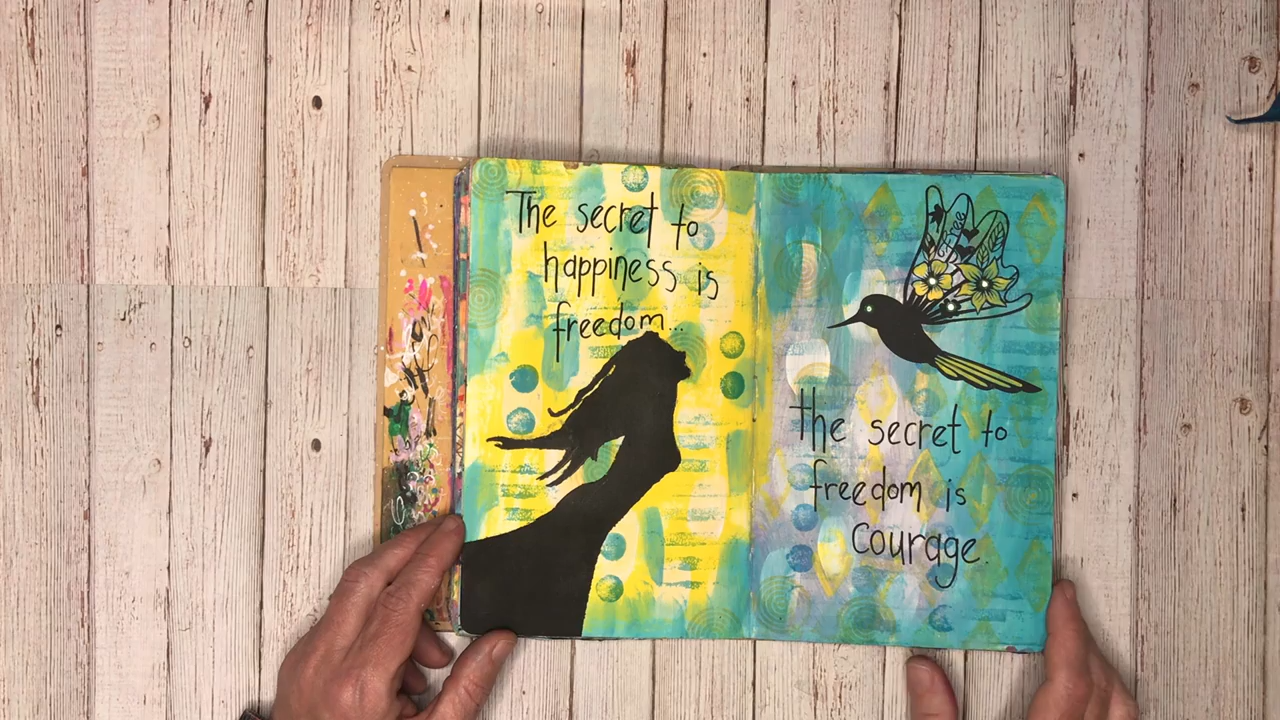 The secret to
happiness is
freedom...
the secret to
freedom is
courage.